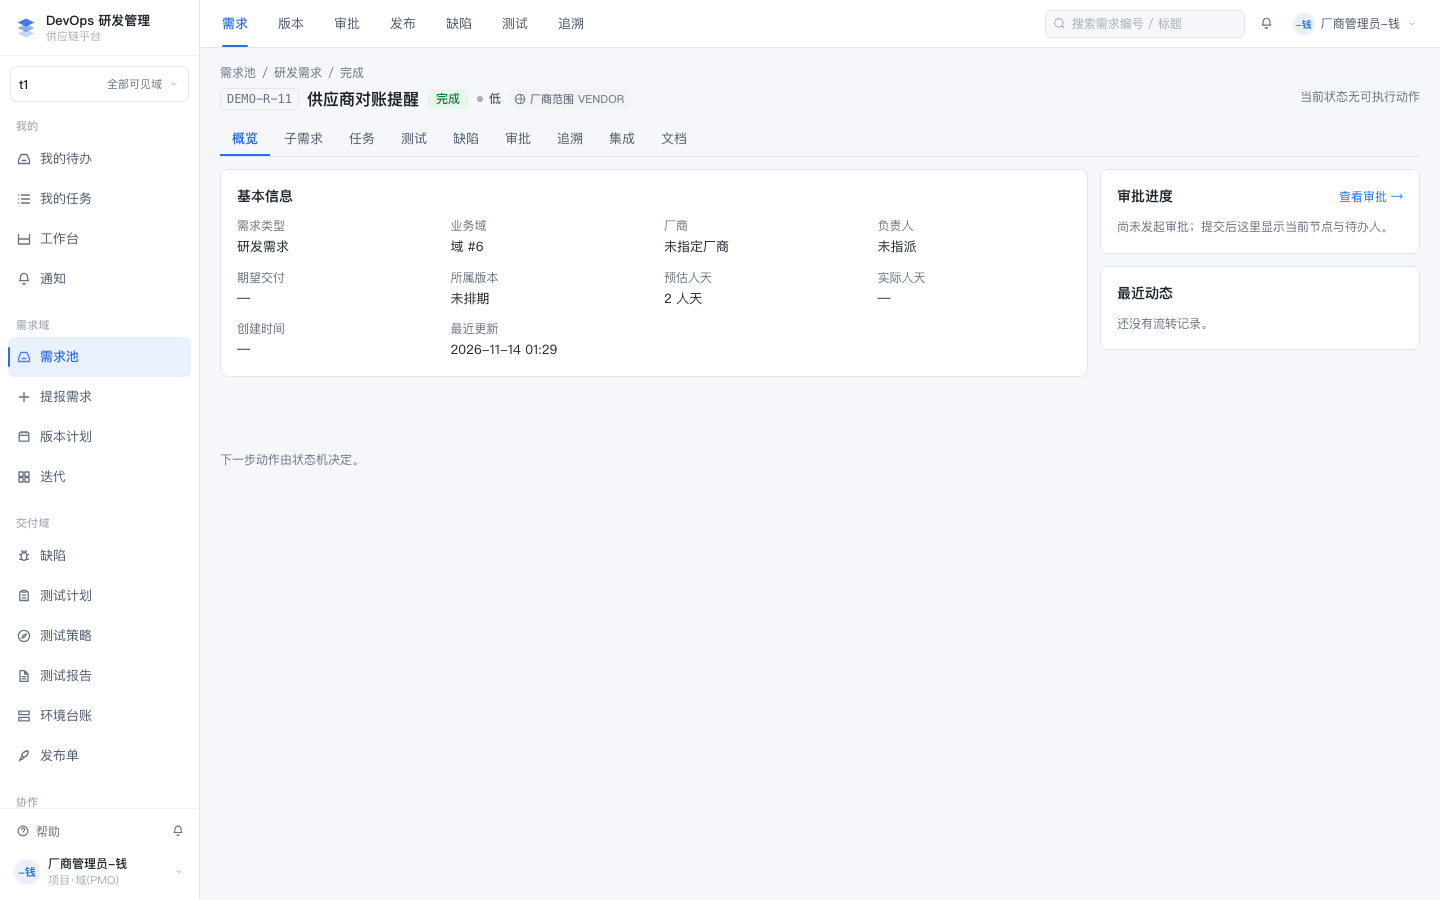 DevOps 研发管理
供应链平台
t1 全部可见域
我的
我的待办
我的任务
工作台
通知
需求域
需求池
提报需求
版本计划
迭代
交付域
缺陷
测试计划
测试策略
测试报告
环境台账
发布单
协作
帮助
-钱 厂商管理员-钱
项目·域(PMO)
需求 版本 审批 发布 缺陷 测试 追溯
搜索需求编号 / 标题
-钱 厂商管理员-钱
需求池 / 研发需求 / 完成
DEMO-R-11 供应商对账提醒 完成 低 厂商范围 VENDOR
当前状态无可执行动作
概览 子需求 任务 测试 缺陷 审批 追溯 集成 文档
基本信息
需求类型 业务域 厂商 负责人
研发需求 域 #6 未指定厂商 未指派
期望交付 所属版本 预估人天 实际人天
— 未排期 2 人天 —
创建时间 最近更新
— 2026-11-14 01:29
审批进度 查看审批 →
尚未发起审批；提交后这里显示当前节点与待办人。
最近动态
还没有流转记录。
下一步动作由状态机决定。